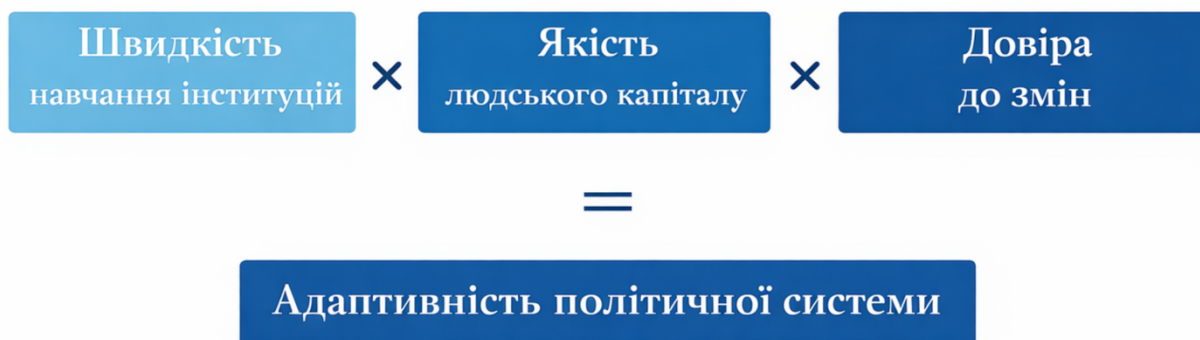 Швидкість
навчання інституцій
×
Якість
людського капіталу
×
Довіра
до змін
=
Адаптивність політичної системи